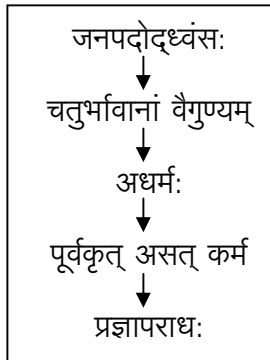 जनपदोद्ध्वंस:
चतुर्भावानां वैगुण्यम्
अधर्म:
पूर्वकृत् असत् कर्म
प्रज्ञापराध: